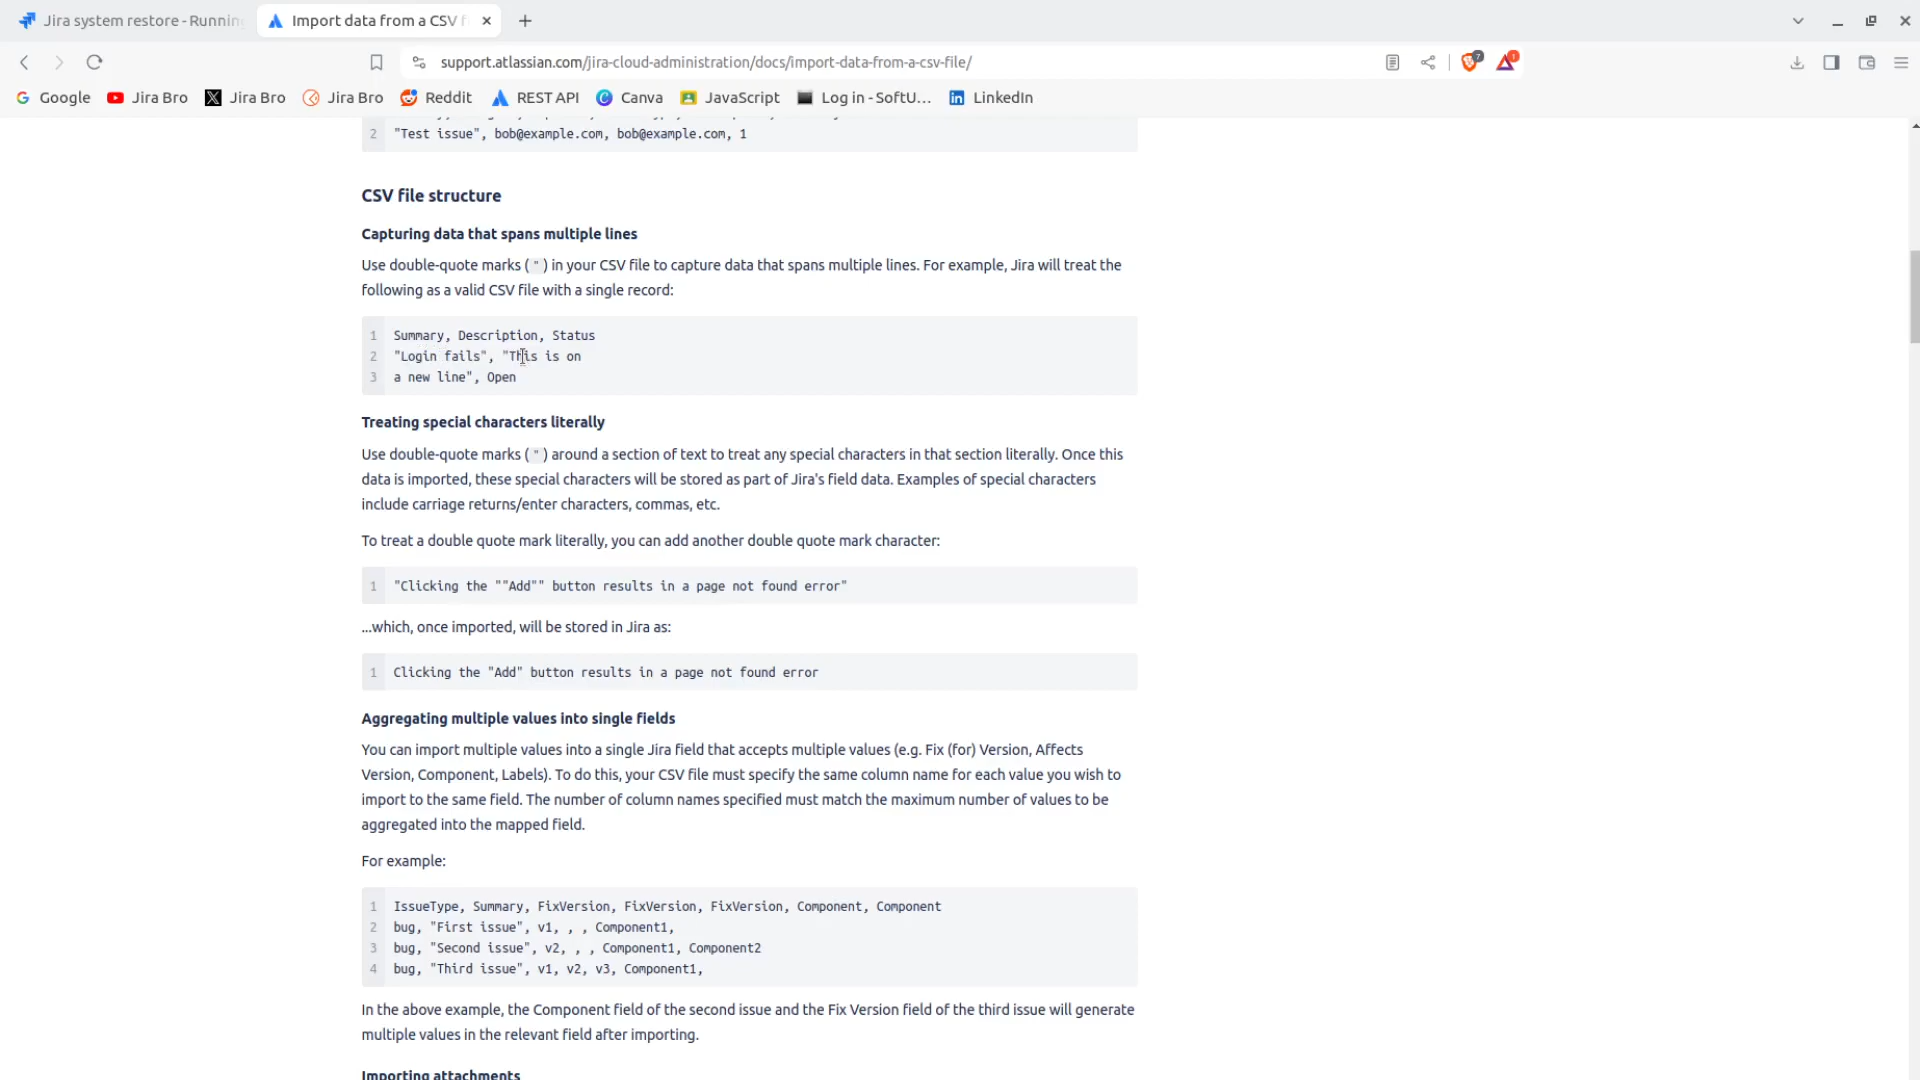 Jira system restore - Runnin
Import data from a CSV f
support.atlassian.com/jira-cloud-administration/docs/import-data-from-a-csv-file/
7
1
Google
Jira Bro
Jira Bro
Jira Bro
Reddit
REST API
Canva
JavaScript
Log in - SoftU...
LinkedIn
2 "Test issue", bob@example.com, bob@example.com, 1
CSV file structure
Capturing data that spans multiple lines
Use double-quote marks ( " ) in your CSV file to capture data that spans multiple lines. For example, Jira will treat the
following as a valid CSV file with a single record:
1 Summary, Description, Status
2 "Login fails", "This is on
3 a new line", Open
Treating special characters literally
Use double-quote marks ( " ) around a section of text to treat any special characters in that section literally. Once this
data is imported, these special characters will be stored as part of Jira's field data. Examples of special characters
include carriage returns/enter characters, commas, etc.
To treat a double quote mark literally, you can add another double quote mark character:
1 "Clicking the ""Add"" button results in a page not found error"
...which, once imported, will be stored in Jira as:
1 Clicking the "Add" button results in a page not found error
Aggregating multiple values into single fields
You can import multiple values into a single Jira field that accepts multiple values (e.g. Fix (for) Version, Affects
Version, Component, Labels). To do this, your CSV file must specify the same column name for each value you wish to
import to the same field. The number of column names specified must match the maximum number of values to be
aggregated into the mapped field.
For example:
1 IssueType, Summary, FixVersion, FixVersion, FixVersion, Component, Component
2 bug, "First issue", v1, , , Component1,
3 bug, "Second issue", v2, , , Component1, Component2
4 bug, "Third issue", v1, v2, v3, Component1,
In the above example, the Component field of the second issue and the Fix Version field of the third issue will generate
multiple values in the relevant field after importing.
Importing attachments